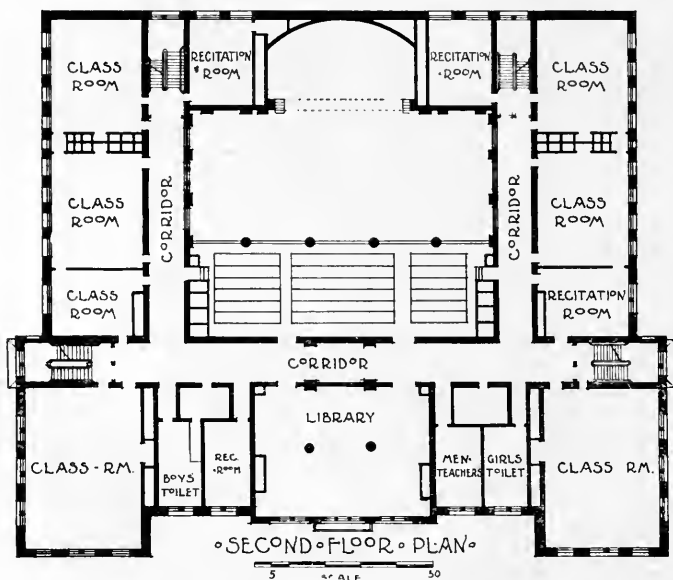 CLASS
ROOM
RECITATION
ROOM
RECITATION
ROOM
CLASS
ROOM
CLASS
ROOM
CORRIDOR
CORRIDOR
CLASS
ROOM
CLASS
ROOM
RECITATION
ROOM
CORRIDOR
CLASS-RM.
BOYS'
TOILET
REC.
ROOM
LIBRARY
MEN-
TEACHERS
GIRLS
TOILET
CLASS RM.
•SECOND•FLOOR•PLAN•
5 SCALE 50